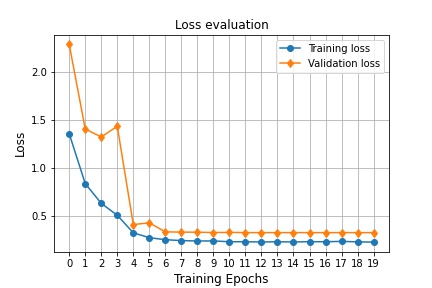 Loss evaluation
Training loss
Validation loss
Loss
2.0
1.5
1.0
0.5
0 1 2 3 4 5 6 7 8 9 10 11 12 13 14 15 16 17 18 19
Training Epochs